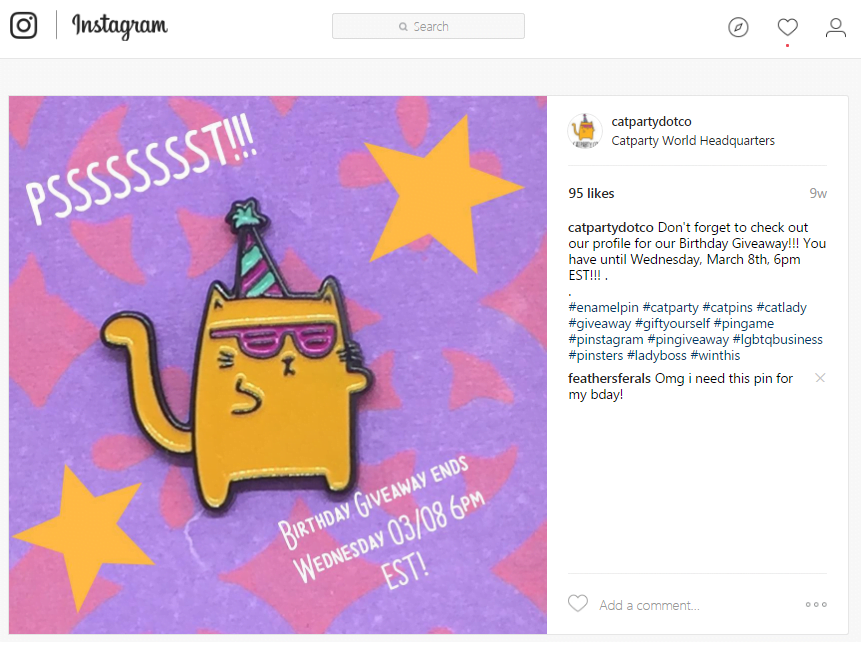 Instagram
Search
PSSSSSSSST!!!
Birthday Giveaway ends
Wednesday 03/08 6pm
EST!
catpartydotco
Catparty World Headquarters
95 likes
9w
catpartydotco Don't forget to check out
our profile for our Birthday Giveaway!!! You
have until Wednesday, March 8th, 6pm
EST!!! .
.
#enamelpin #catparty #catpins #catlady
#giveaway #giftyourself #pingame
#pinstagram #pingiveaway #lgbtqbusiness
#pinsters #ladyboss #winthis
feathersferals Omg i need this pin for
my bday!
Add a comment...